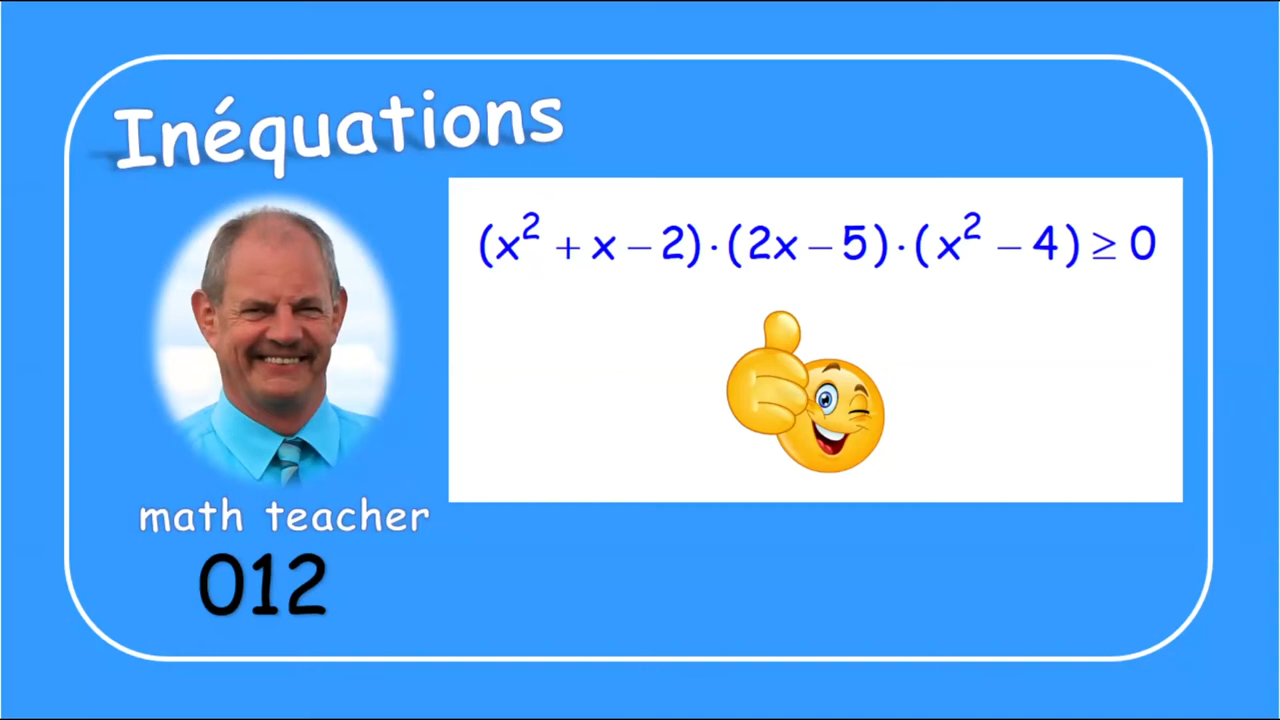 Inéquations
(x² + x − 2)·(2x − 5)·(x² − 4) ≥ 0
math teacher
012